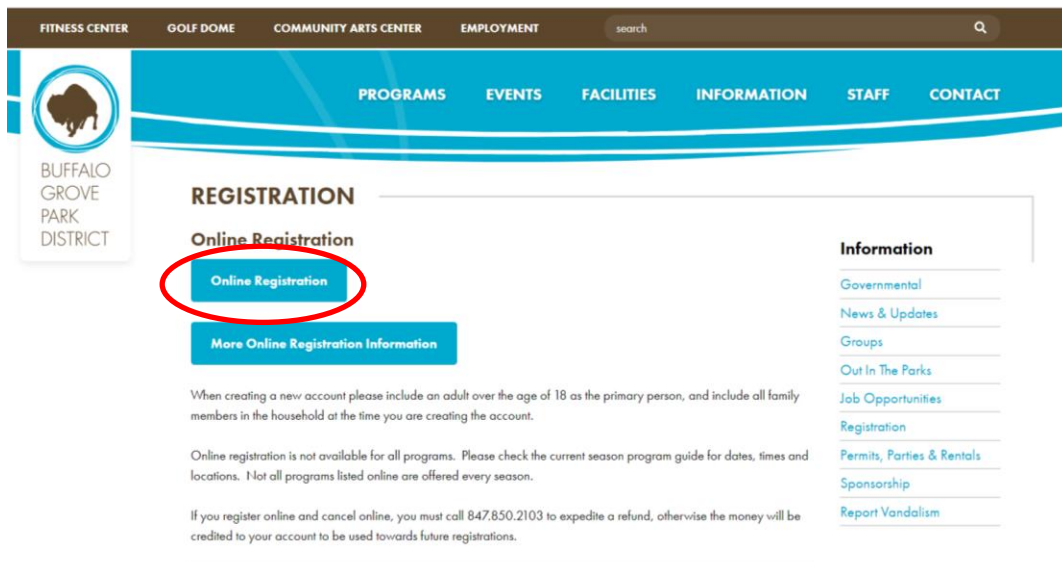 FITNESS CENTER GOLF DOME COMMUNITY ARTS CENTER EMPLOYMENT search
PROGRAMS EVENTS FACILITIES INFORMATION STAFF CONTACT
BUFFALO
GROVE
PARK
DISTRICT
REGISTRATION
Online Registration
Online Registration
More Online Registration Information
When creating a new account please include an adult over the age of 18 as the primary person, and include all family
members in the household at the time you are creating the account.
Online registration is not available for all programs. Please check the current season program guide for dates, times and
locations. Not all programs listed online are offered every season.
If you register online and cancel online, you must call 847.850.2103 to expedite a refund, otherwise the money will be
credited to your account to be used towards future registrations.
Information
Governmental
News & Updates
Groups
Out In The Parks
Job Opportunities
Registration
Permits, Parties & Rentals
Sponsorship
Report Vandalism